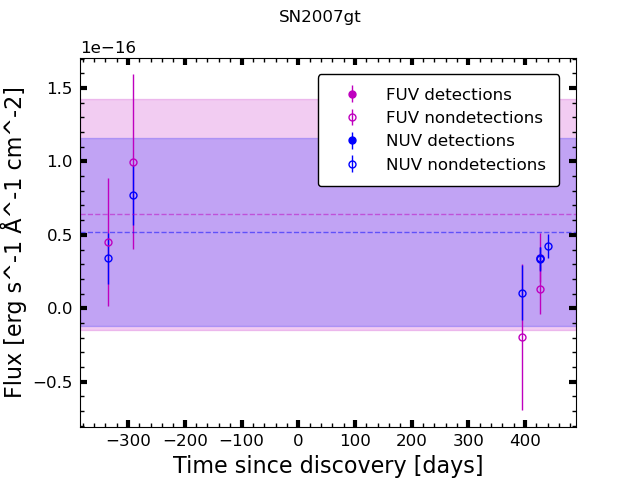 SN2007gt
1e−16
FUV detections
FUV nondetections
NUV detections
NUV nondetections
1.5
1.0
0.5
0.0
−0.5
−300 −200 −100 0 100 200 300 400
Time since discovery [days]
Flux [erg s^-1 Å^-1 cm^-2]